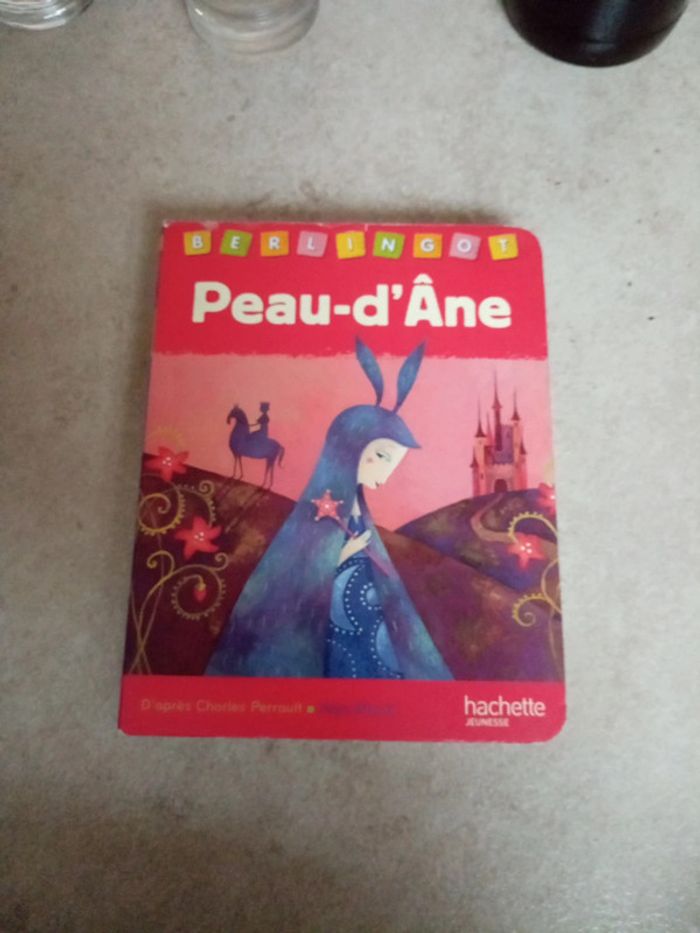 BERLINGOT
Peau-d'Âne
D'après Charles Perrault
hachette
JEUNESSE